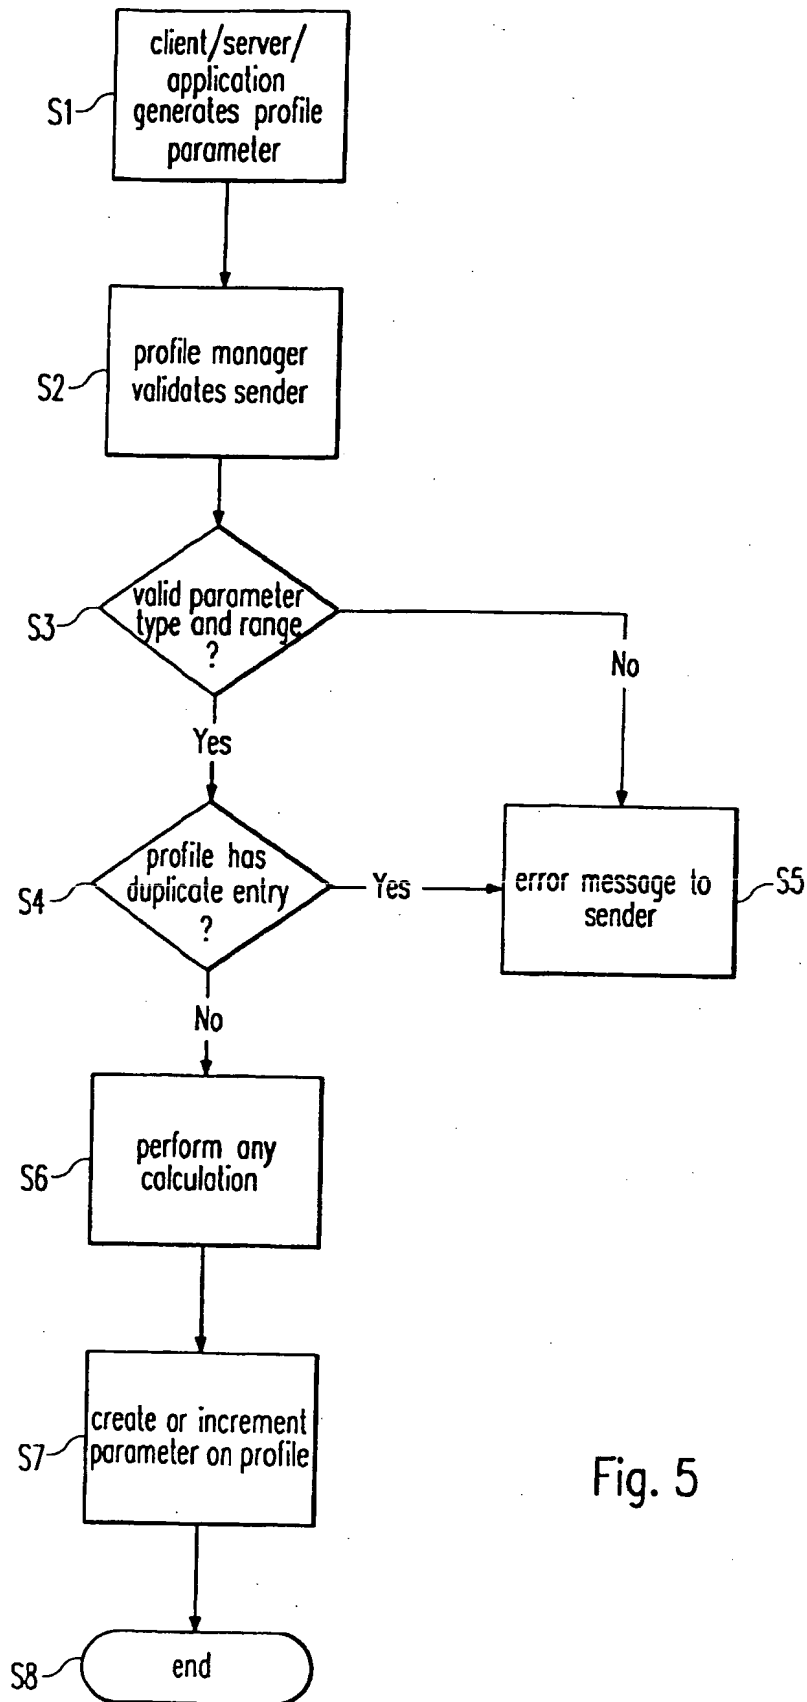 client/server/
application
generates profile
parameter
S1
profile manager
validates sender
S2
valid parameter
type and range
?
S3
No
Yes
profile has
duplicate entry
?
S4
Yes
error message to
sender
S5
No
perform any
calculation
S6
create or increment
parameter on profile
S7
Fig. 5
end
S8